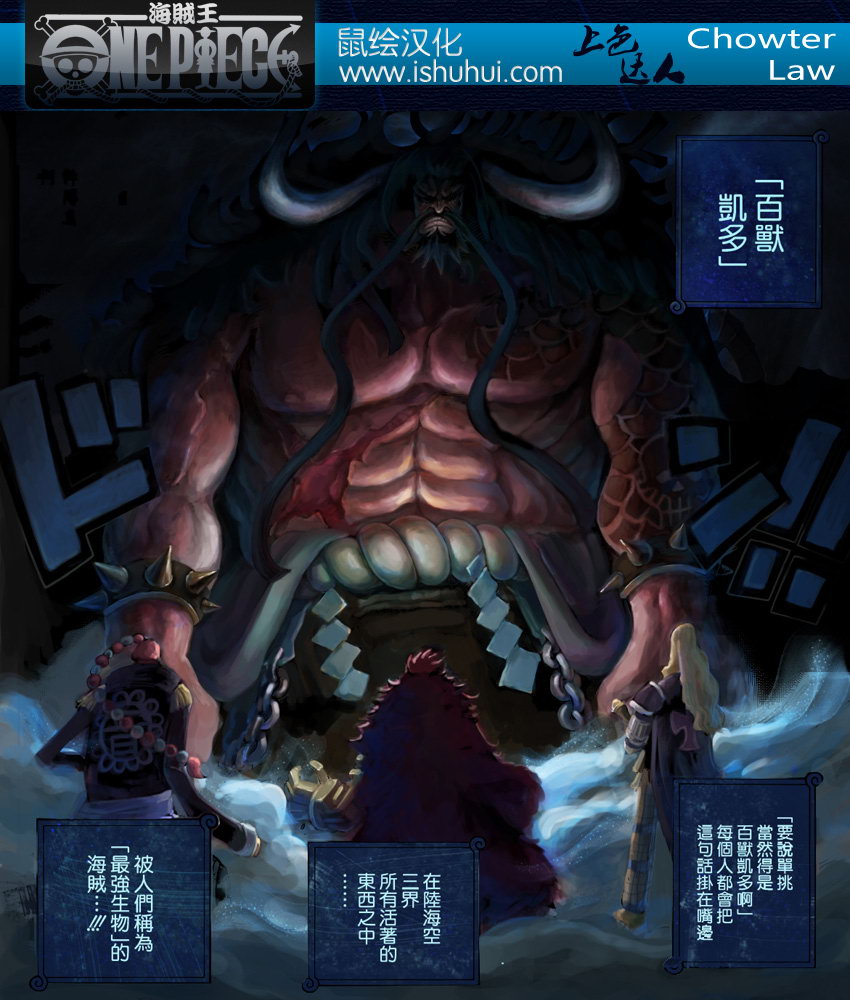 海賊王
ONE PIECE
鼠绘汉化
www.ishuhui.com
上色
达人
Chowter
Law
「百獸
凱多」
ドン!!
「要說單挑
當然得是
百獸凱多啊」
每個人都會把
這句話掛在嘴邊
在陸海空
三界
所有活著的
東西之中
……
被人們稱為
「最強生物」的
海賊…!!!